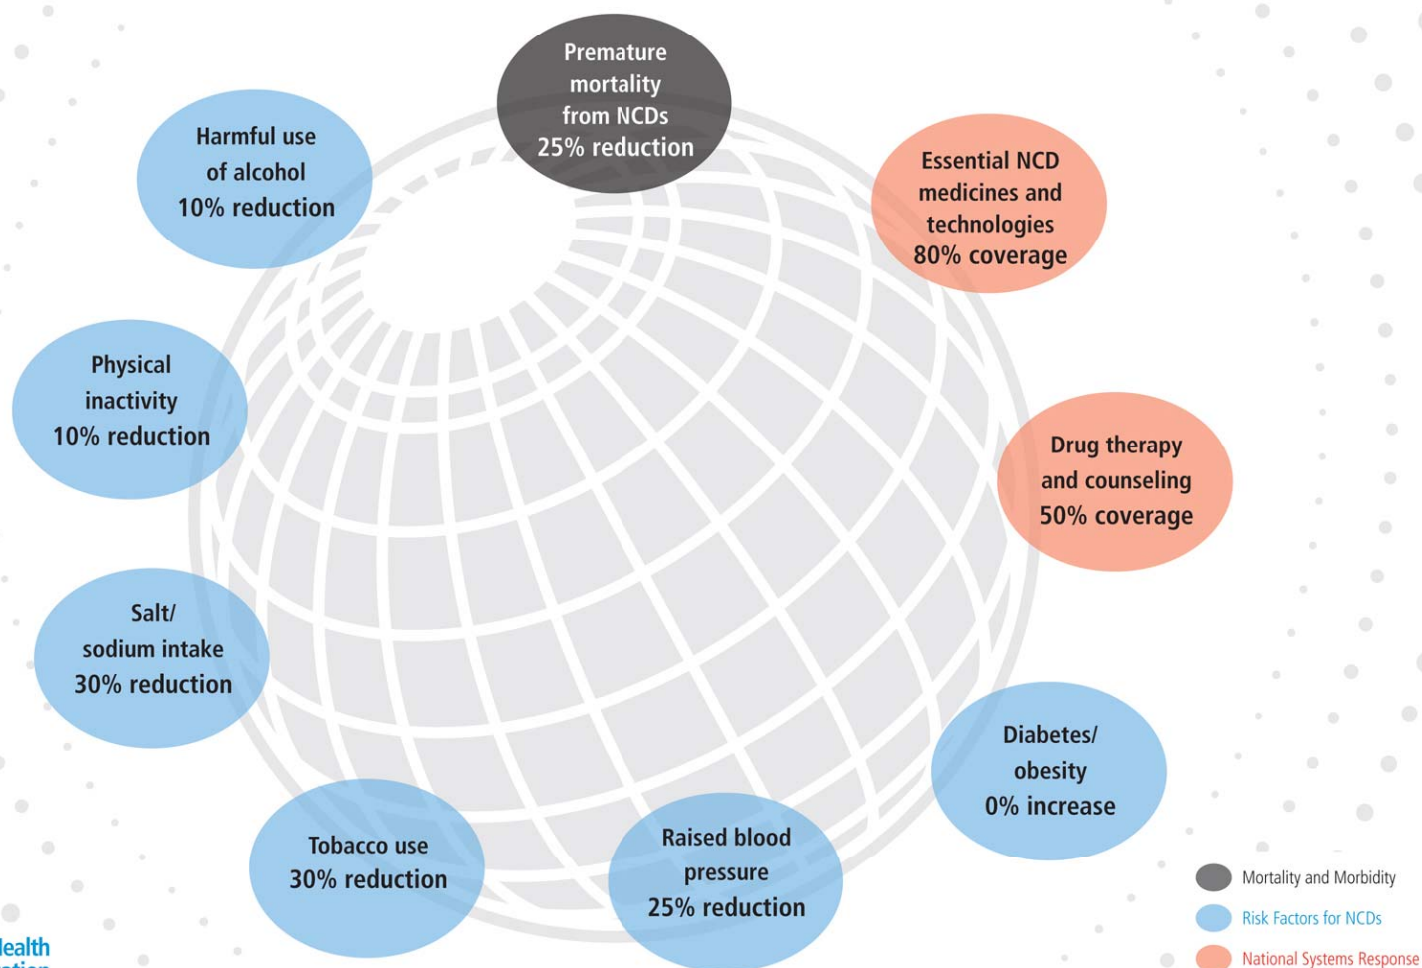 Premature
mortality
from NCDs
25% reduction
Harmful use
of alcohol
10% reduction
Essential NCD
medicines and
technologies
80% coverage
Physical
inactivity
10% reduction
Drug therapy
and counseling
50% coverage
Salt/
sodium intake
30% reduction
Diabetes/
obesity
0% increase
Tobacco use
30% reduction
Raised blood
pressure
25% reduction
Mortality and Morbidity
Risk Factors for NCDs
National Systems Response
Health